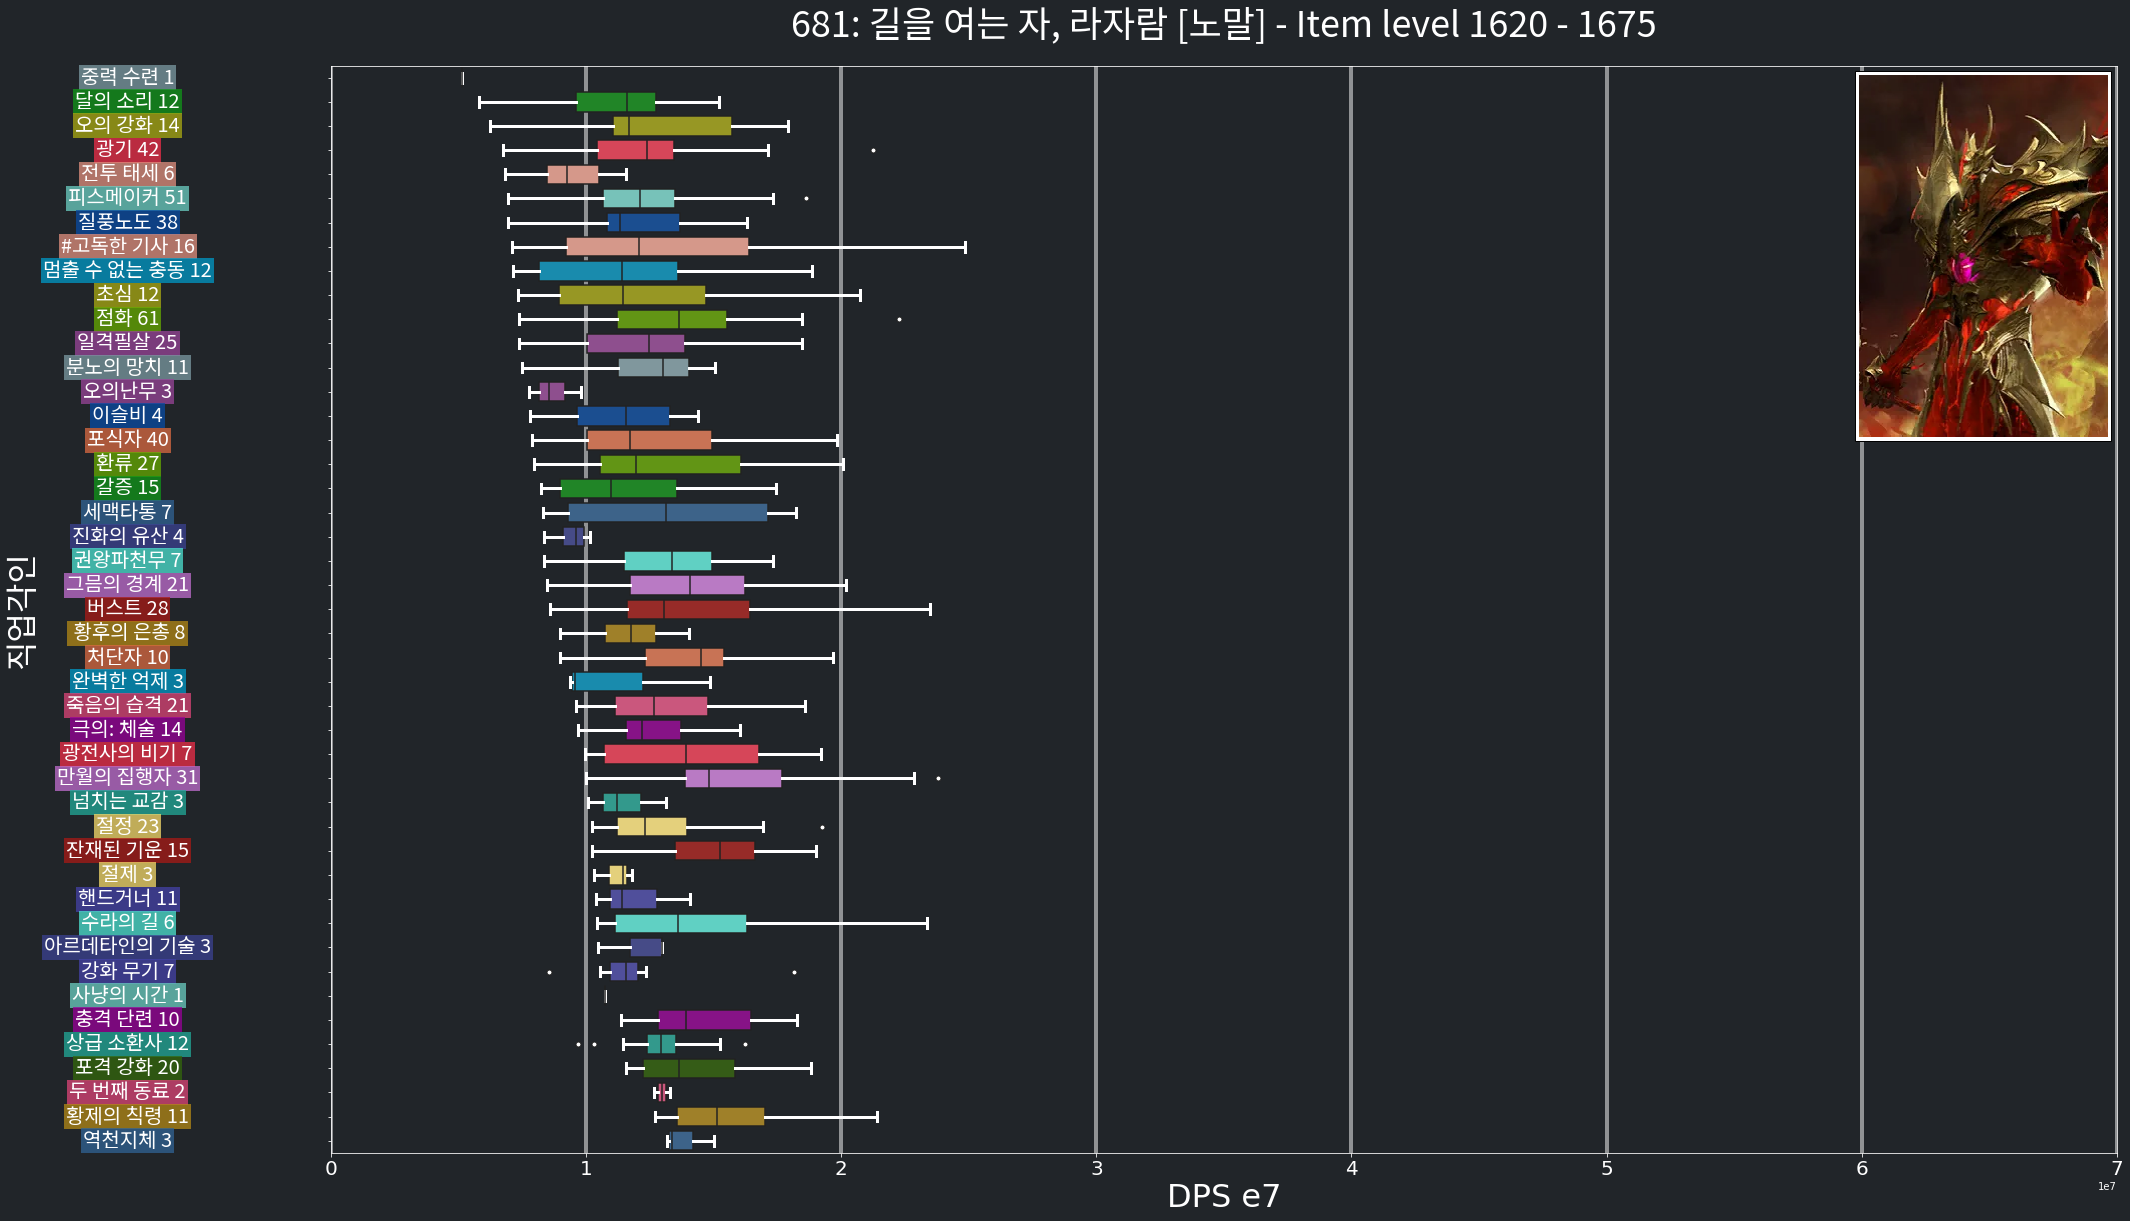 681: 길을 여는 자, 라자람 [노말] - Item level 1620 - 1675
직업각인
중력 수련 1
달의 소리 12
오의 강화 14
광기 42
전투 태세 6
피스메이커 51
질풍노도 38
#고독한 기사 16
멈출 수 없는 충동 12
초심 12
점화 61
일격필살 25
분노의 망치 11
오의난무 3
이슬비 4
포식자 40
환류 27
갈증 15
세맥타통 7
진화의 유산 4
권왕파천무 7
그믐의 경계 21
버스트 28
황후의 은총 8
처단자 10
완벽한 억제 3
죽음의 습격 21
극의: 체술 14
광전사의 비기 7
만월의 집행자 31
넘치는 교감 3
절정 23
잔재된 기운 15
절제 3
핸드거너 11
수라의 길 6
아르데타인의 기술 3
강화 무기 7
사냥의 시간 1
충격 단련 10
상급 소환사 12
포격 강화 20
두 번째 동료 2
황제의 칙령 11
역천지체 3
0 1 2 3 4 5 6 7
1e7
DPS e7